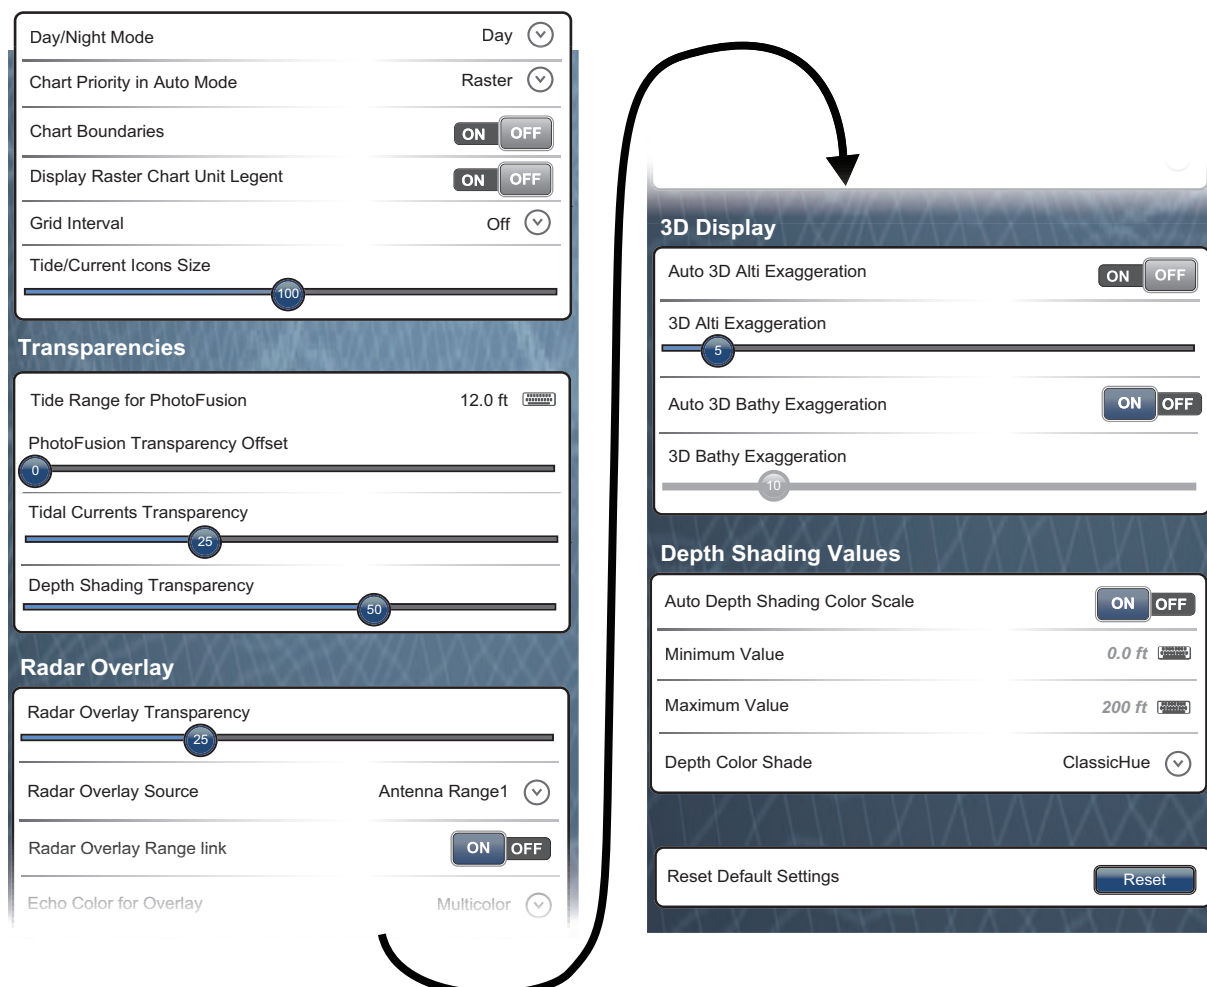 Day/Night Mode Day
Chart Priority in Auto Mode Raster
Chart Boundaries ON OFF
Display Raster Chart Unit Legent ON OFF
Grid Interval Off
Tide/Current Icons Size
100
Transparencies
Tide Range for PhotoFusion 12.0 ft
PhotoFusion Transparency Offset
0
Tidal Currents Transparency
25
Depth Shading Transparency
50
Radar Overlay
Radar Overlay Transparency
25
Radar Overlay Source Antenna Range1
Radar Overlay Range link ON OFF
Echo Color for Overlay Multicolor
3D Display
Auto 3D Alti Exaggeration ON OFF
3D Alti Exaggeration
5
Auto 3D Bathy Exaggeration ON OFF
3D Bathy Exaggeration
10
Depth Shading Values
Auto Depth Shading Color Scale ON OFF
Minimum Value 0.0 ft
Maximum Value 200 ft
Depth Color Shade ClassicHue
Reset Default Settings Reset